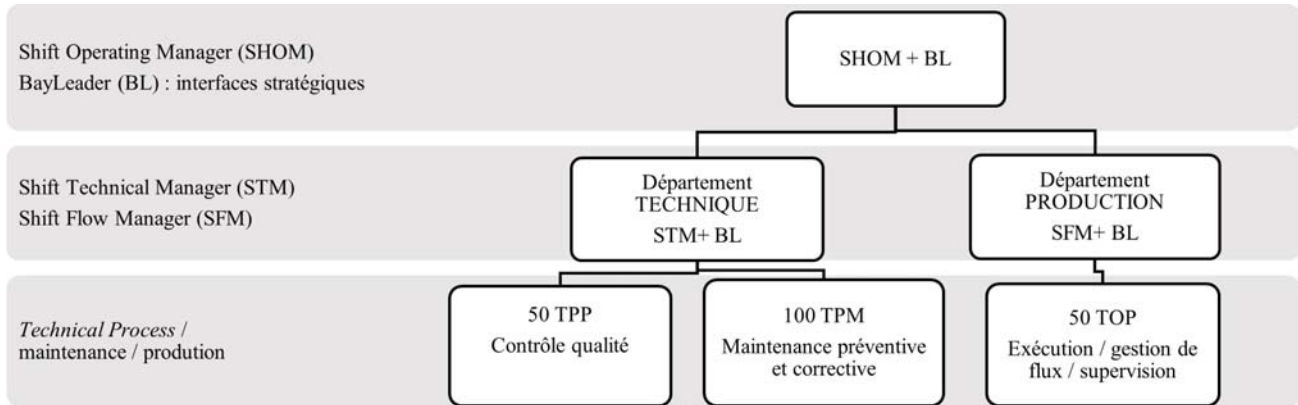 Shift Operating Manager (SHOM)
BayLeader (BL) : interfaces stratégiques
SHOM + BL
Shift Technical Manager (STM)
Shift Flow Manager (SFM)
Département
TECHNIQUE
STM+ BL
Département
PRODUCTION
SFM+ BL
Technical Process /
maintenance / prodution
50 TPP
Contrôle qualité
100 TPM
Maintenance préventive
et corrective
50 TOP
Exécution / gestion de
flux / supervision